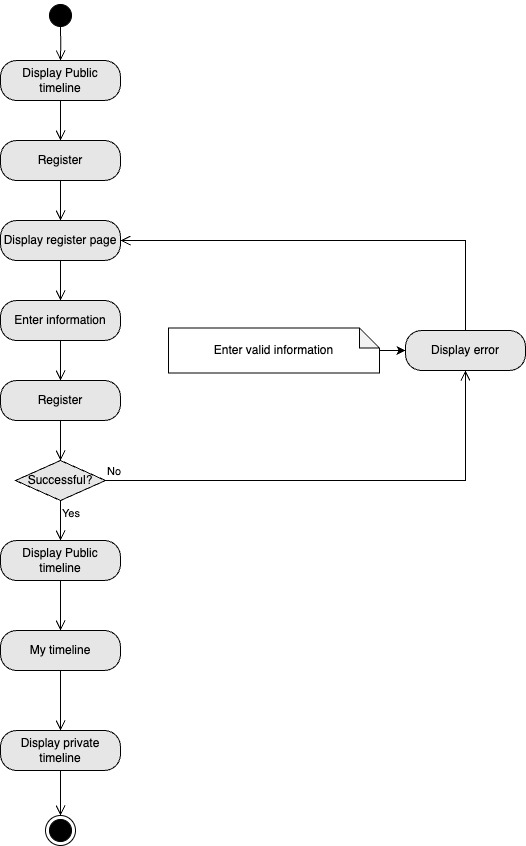 Display Public
timeline
Register
Display register page
Enter information
Enter valid information
Display error
Register
Successful?
No
Yes
Display Public
timeline
My timeline
Display private
timeline